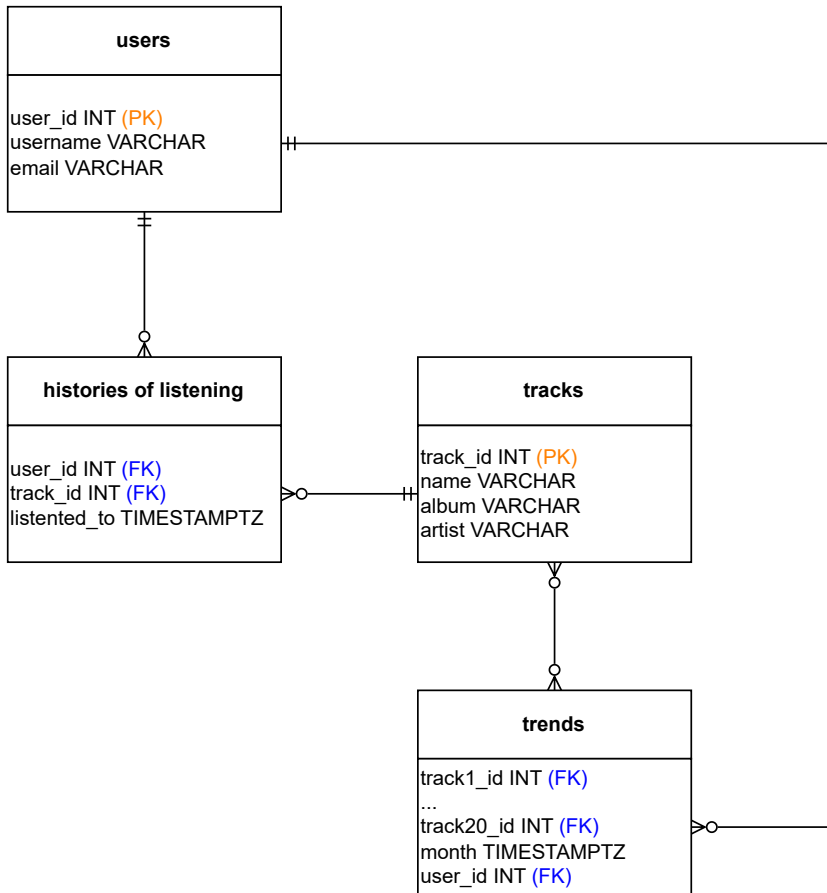 users
user_id INT (PK)
username VARCHAR
email VARCHAR
histories of listening
user_id INT (FK)
track_id INT (FK)
listented_to TIMESTAMPTZ
tracks
track_id INT (PK)
name VARCHAR
album VARCHAR
artist VARCHAR
trends
track1_id INT (FK)
...
track20_id INT (FK)
month TIMESTAMPTZ
user_id INT (FK)